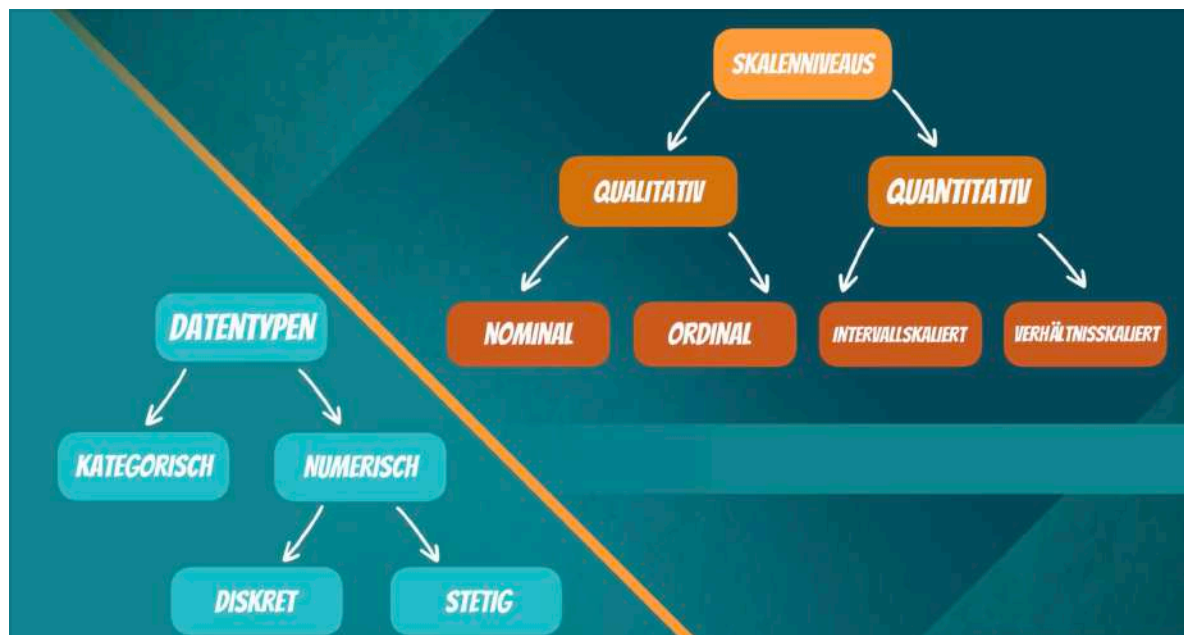 SKALENNIVEAUS
QUALITATIV
QUANTITATIV
NOMINAL
ORDINAL
INTERVALLSKALIERT
VERHÄLTNISSKALIERT
DATENTYPEN
KATEGORISCH
NUMERISCH
DISKRET
STETIG